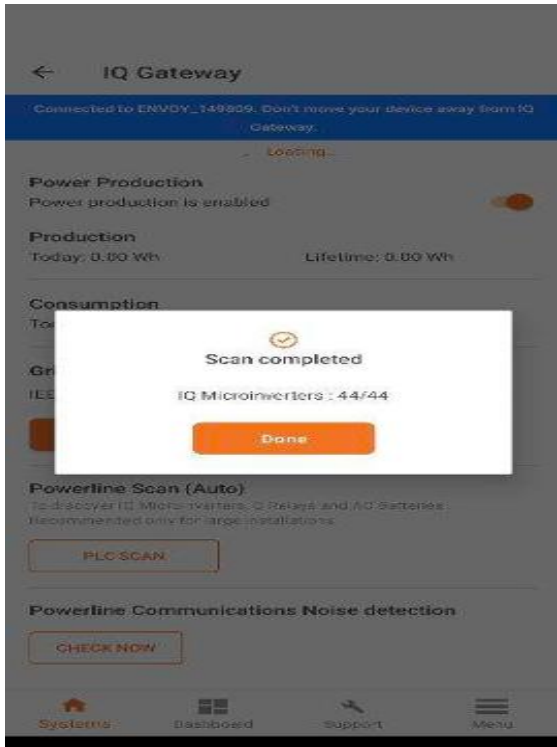 IQ Gateway
Connected to ENVOY_149809. Don't move your device away from IQ
Gateway.
Loading...
Power Production
Power production is enabled
Production
Today: 0.00 Wh
Lifetime: 0.00 Wh
Consumption
Scan completed
IQ Microinverters : 44/44
Done
Powerline Scan (Auto)
To discover IQ Microinverters, Q Relays and AC Batteries
Recommended only for large installations
PLC SCAN
Powerline Communications Noise detection
CHECK NOW
Systems
Dashboard
Support
Menu